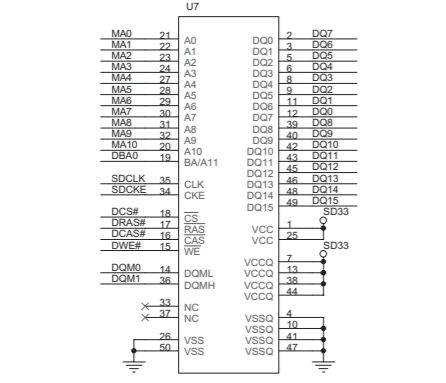 U7
MA0 21 A0 DQ0 2 DQ7
MA1 22 A1 DQ1 3 DQ6
MA2 23 A2 DQ2 5 DQ5
MA3 24 A3 DQ3 6 DQ4
MA4 27 A4 DQ4 8 DQ3
MA5 28 A5 DQ5 9 DQ2
MA6 29 A6 DQ6 11 DQ1
MA7 30 A7 DQ7 12 DQ0
MA8 31 A8 DQ8 39 DQ8
MA9 32 A9 DQ9 40 DQ9
MA10 20 A10 DQ10 42 DQ10
DBA0 19 BA/A11 DQ11 43 DQ11
DQ12 45 DQ12
SDCLK 35 CLK DQ13 46 DQ13
SDCKE 34 CKE DQ14 48 DQ14
DQ15 49 DQ15
SD33
DCS# 18 CS VCC 1
DRAS# 17 RAS VCC 25
DCAS# 16 CAS
DWE# 15 WE
SD33
VCCQ 7
DQM0 14 DQML VCCQ 13
DQM1 36 DQMH VCCQ 38
VCCQ 44
33 NC
37 NC VSSQ 4
VSSQ 10
26 VSS VSSQ 41
50 VSS VSSQ 47